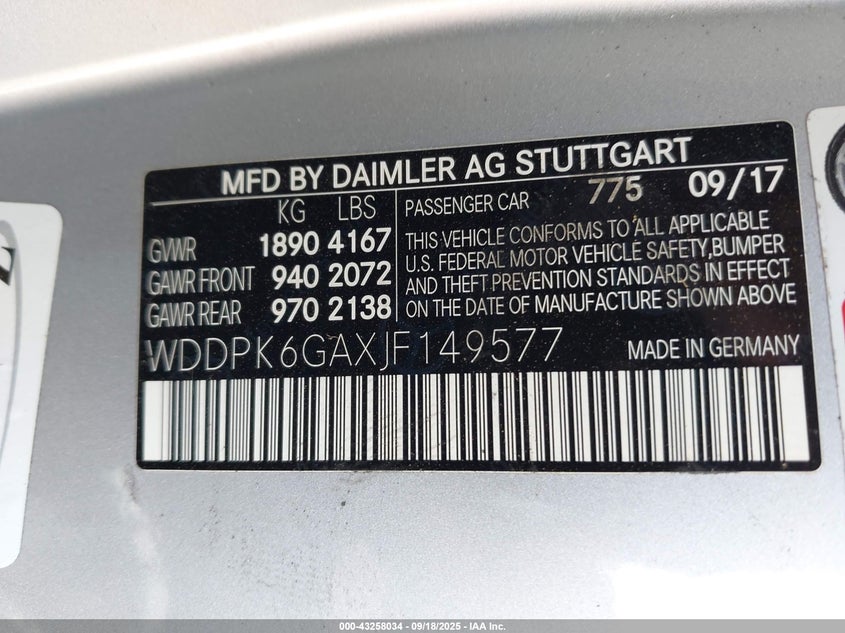 MFD BY DAIMLER AG STUTTGART
KG LBS
GVWR 1890 4167
GAWR FRONT 940 2072
GAWR REAR 970 2138
PASSENGER CAR 775 09/17
THIS VEHICLE CONFORMS TO ALL APPLICABLE
U.S. FEDERAL MOTOR VEHICLE SAFETY,BUMPER
AND THEFT PREVENTION STANDARDS IN EFFECT
ON THE DATE OF MANUFACTURE SHOWN ABOVE
WDDPK6GAXJF149577 MADE IN GERMANY
000-43258034 - 09/18/2025 - IAA Inc.